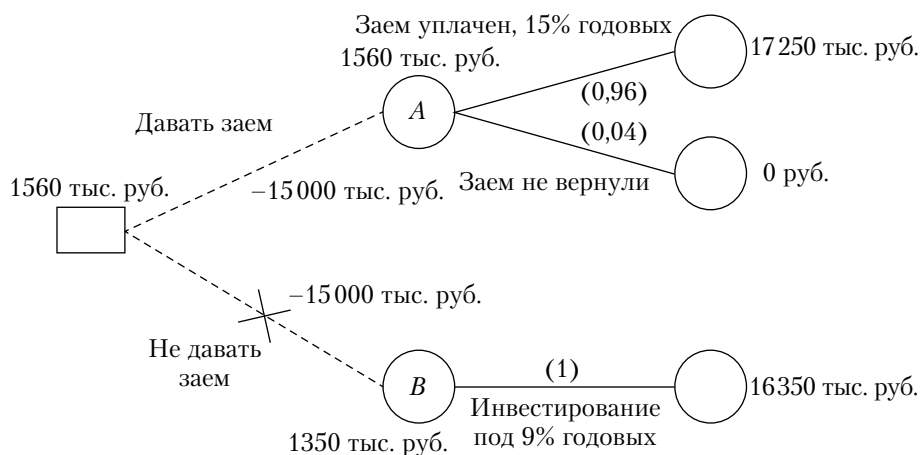 Заем уплачен, 15% годовых
1560 тыс. руб.
17 250 тыс. руб.
A
(0,96)
Давать заем
(0,04)
1560 тыс. руб.
–15 000 тыс. руб.
Заем не вернули
0 руб.
–15 000 тыс. руб.
Не давать
заем
B
(1)
16 350 тыс. руб.
Инвестирование
под 9% годовых
1350 тыс. руб.